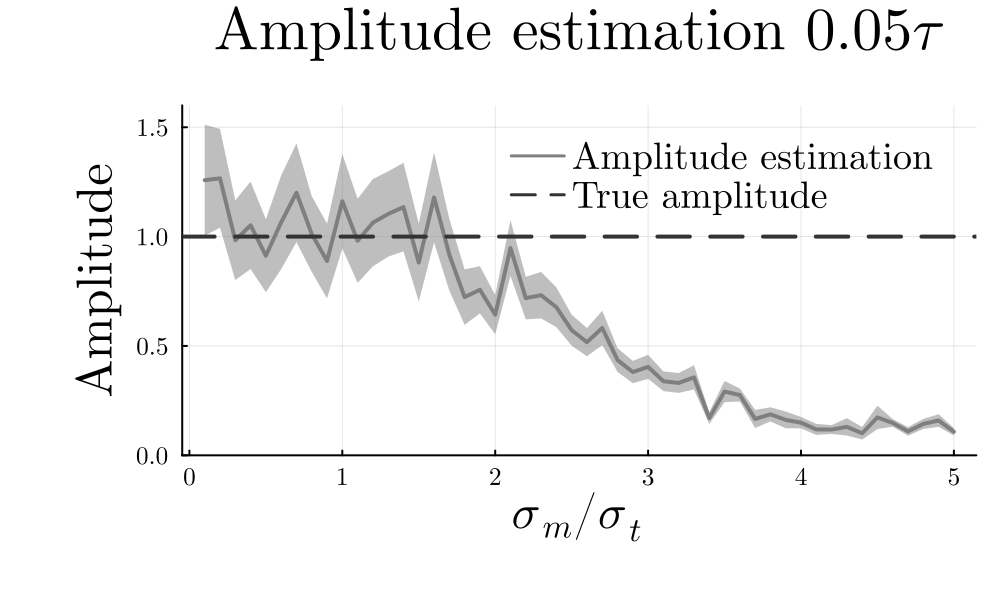 Amplitude estimation 0.05τ
Amplitude
1.5
1.0
0.5
0.0
Amplitude estimation
True amplitude
0 1 2 3 4 5
σₘ/σₜ